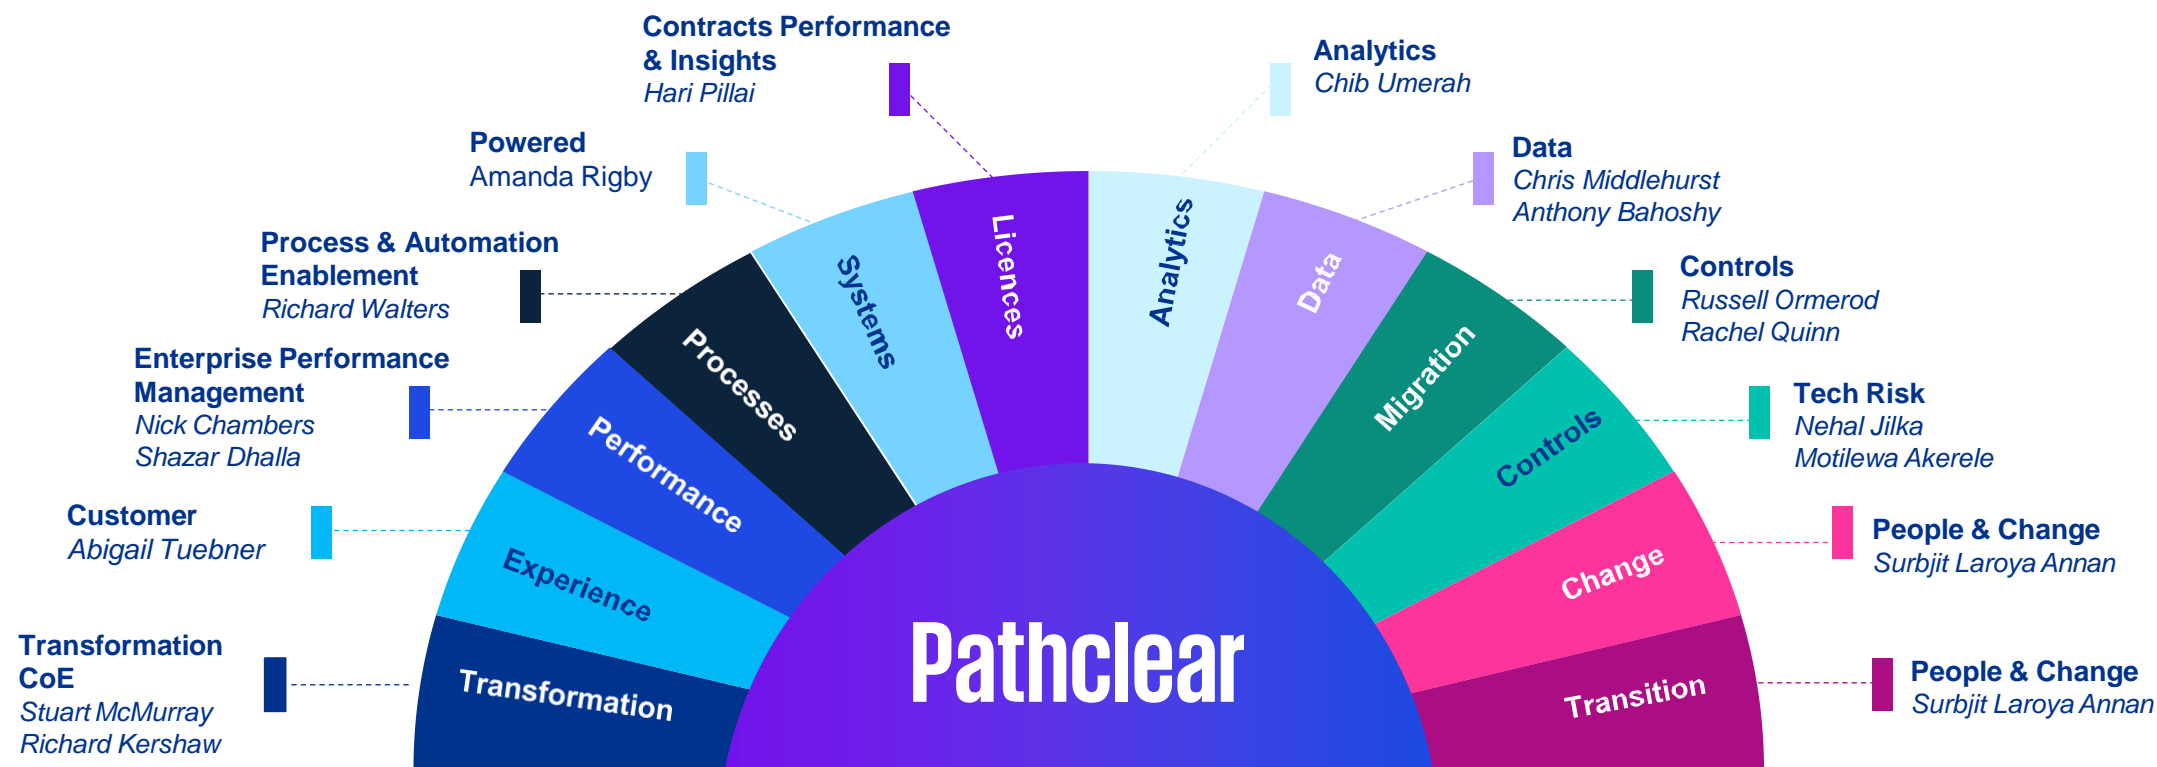 Contracts Performance
& Insights
Hari Pillai
Analytics
Chib Umerah
Powered
Amanda Rigby
Data
Chris Middlehurst
Anthony Bahoshy
Process & Automation
Enablement
Richard Walters
Controls
Russell Ormerod
Rachel Quinn
Enterprise Performance
Management
Nick Chambers
Shazar Dhalla
Tech Risk
Nehal Jilka
Motilewa Akerele
Customer
Abigail Tuebner
People & Change
Surbjit Laroya Annan
Transformation
CoE
Stuart McMurray
Richard Kershaw
People & Change
Surbjit Laroya Annan
Transformation
Experience
Performance
Processes
Systems
Licences
Analytics
Data
Migration
Controls
Change
Transition
Pathclear